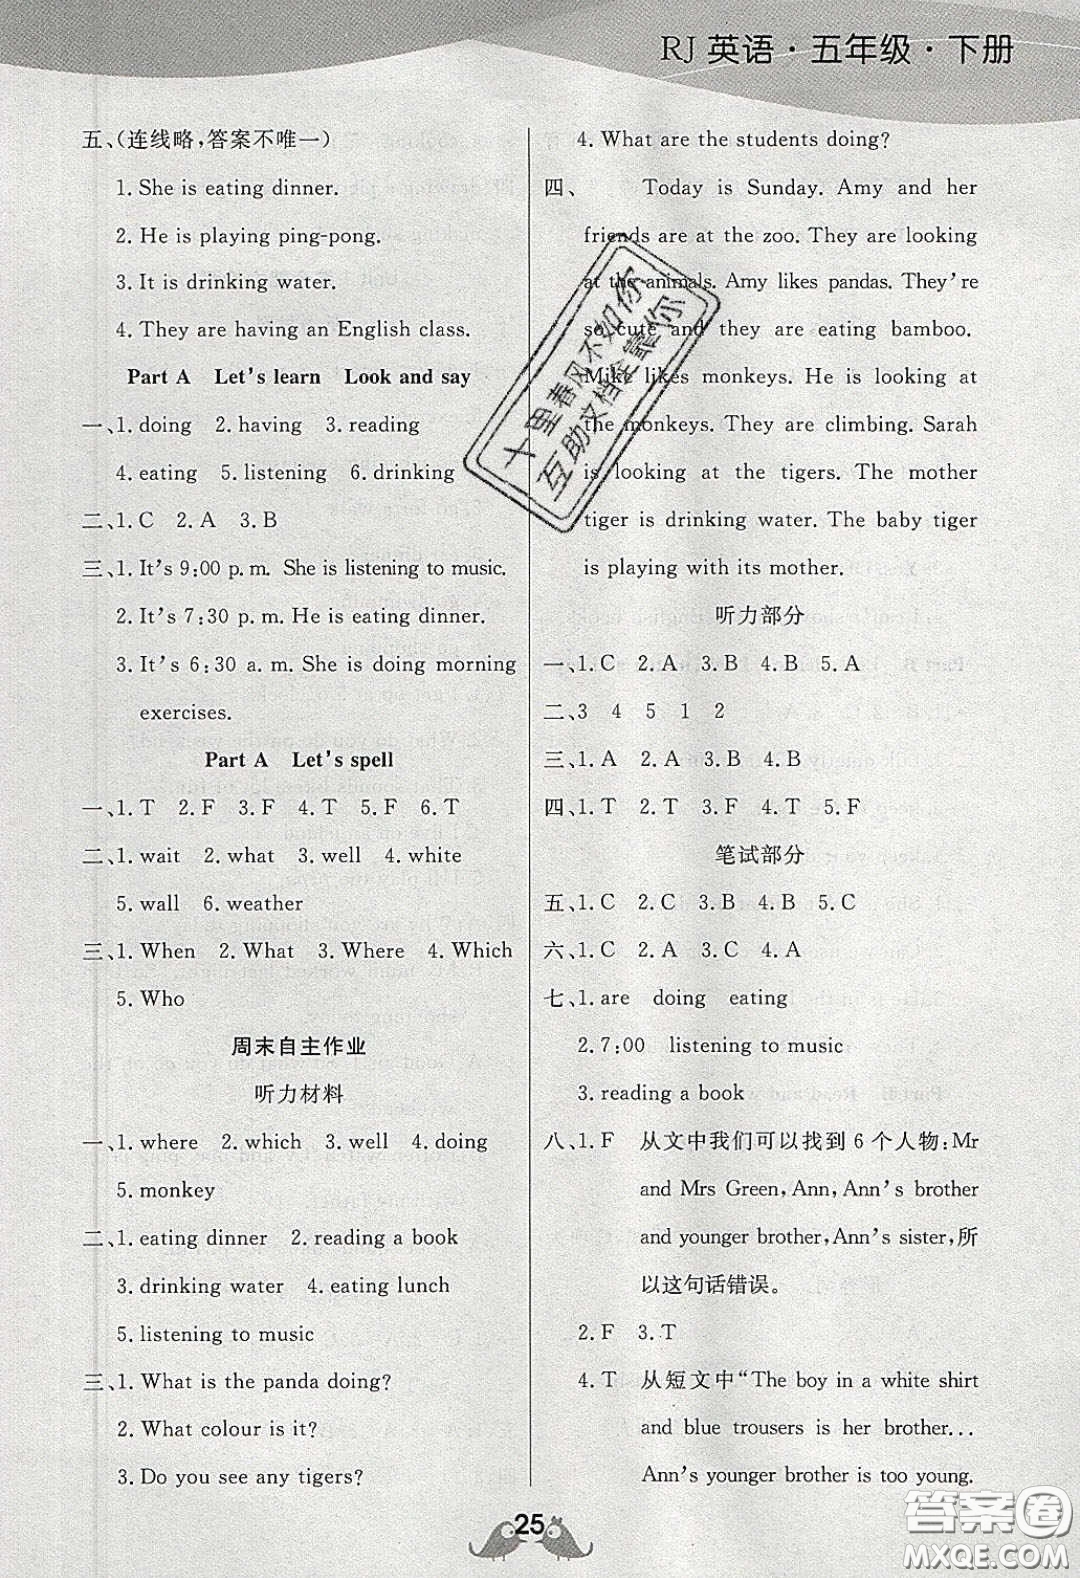 RJ 英语·五年级·下册
五、(连线略,答案不唯一)
1. She is eating dinner.
2. He is playing ping-pong.
3. It is drinking water.
4. They are having an English class.
Part A Let's learn Look and say
一、1. doing 2. having 3. reading
4. eating 5. listening 6. drinking
二、1. C 2. A 3. B
三、1. It's 9:00 p. m. She is listening to music.
2. It's 7:30 p. m. He is eating dinner.
3. It's 6:30 a. m. She is doing morning
exercises.
Part A Let's spell
一、1. T 2. F 3. F 4. T 5. F 6. T
二、1. wait 2. what 3. well 4. white
5. wall 6. weather
三、1. When 2. What 3. Where 4. Which
5. Who
周末自主作业
听力材料
一、1. where 2. which 3. well 4. doing
5. monkey
二、1. eating dinner 2. reading a book
3. drinking water 4. eating lunch
5. listening to music
三、1. What is the panda doing?
2. What colour is it?
3. Do you see any tigers?
4. What are the students doing?
四、 Today is Sunday. Amy and her
friends are at the zoo. They are looking
at the animals. Amy likes pandas. They're
so cute and they are eating bamboo.
Mike likes monkeys. He is looking at
the monkeys. They are climbing. Sarah
is looking at the tigers. The mother
tiger is drinking water. The baby tiger
is playing with its mother.
听力部分
一、1. C 2. A 3. B 4. B 5. A
二、3 4 5 1 2
三、1. A 2. A 3. B 4. B
四、1. T 2. T 3. F 4. T 5. F
笔试部分
五、1. C 2. C 3. B 4. B 5. C
六、1. C 2. A 3. C 4. A
七、1. are doing eating
2. 7:00 listening to music
3. reading a book
八、1. F 从文中我们可以找到 6 个人物:Mr
and Mrs Green, Ann, Ann's brother
and younger brother, Ann's sister,所
以这句话错误。
2. F 3. T
4. T 从短文中“The boy in a white shirt
and blue trousers is her brother...
Ann's younger brother is too young.
十里春风不如你
互助文档全靠你
25
答案圈
MXQE.COM